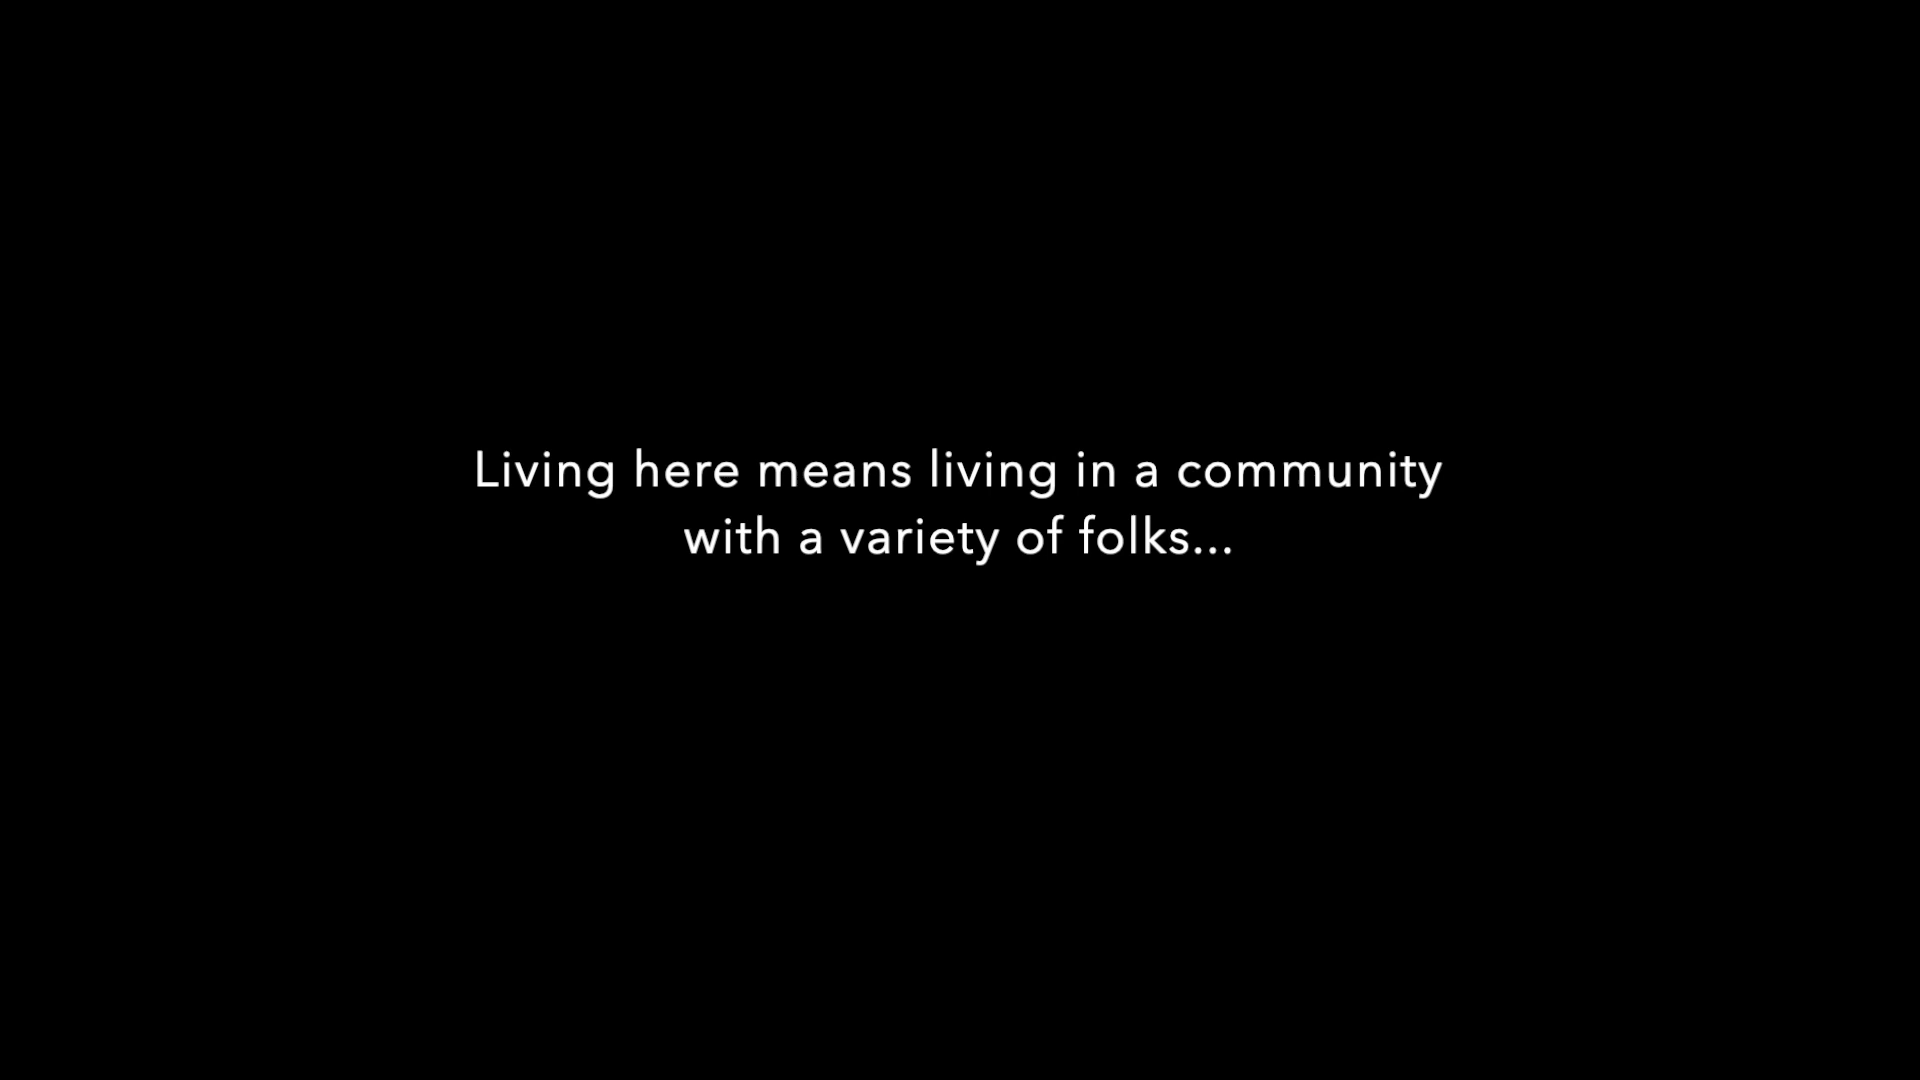 Living here means living in a community
with a variety of folks...